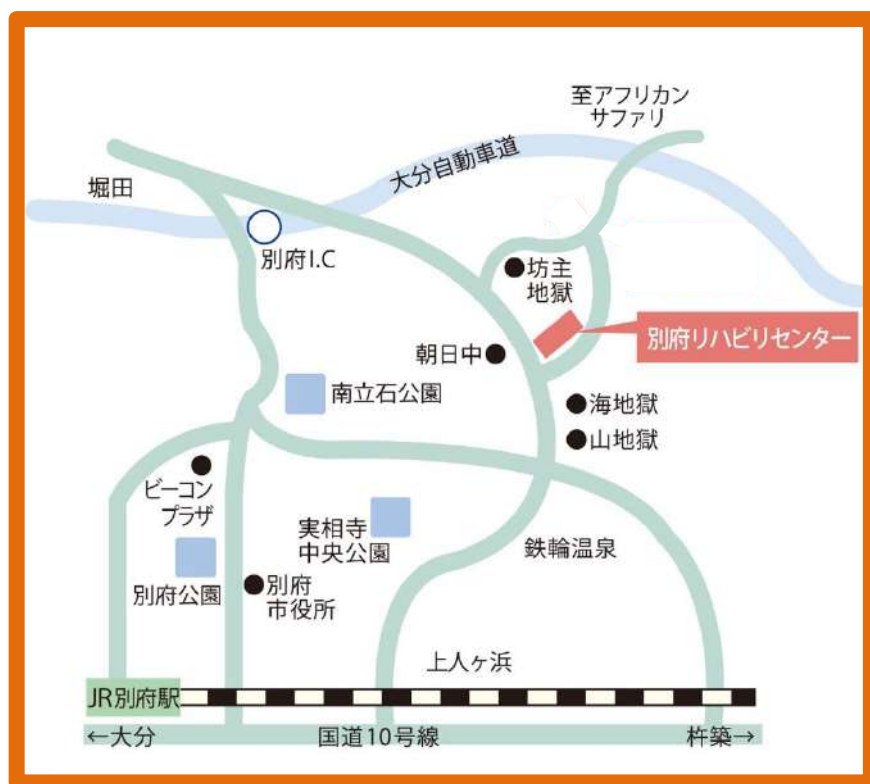 至アフリカン
サファリ
大分自動車道
堀田
別府I.C
坊主
地獄
別府リハビリセンター
朝日中
南立石公園
海地獄
山地獄
ビーコン
プラザ
実相寺
中央公園
鉄輪温泉
別府公園
別府
市役所
上人ヶ浜
JR別府駅
←大分
国道10号線
杵築→